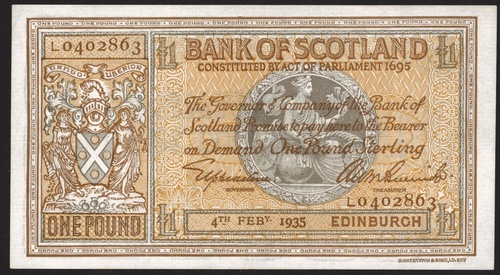 L0402863
£1
BANK OF SCOTLAND
£1
CONSTITUTED BY ACT OF PARLIAMENT 1695
The Governor & Company of the Bank of
Scotland Promise to pay here to the Bearer
on Demand One Pound Sterling
GOVERNOR
TREASURER
L0402863
ONE POUND
£1
4TH FEBY. 1935
EDINBURGH
£1